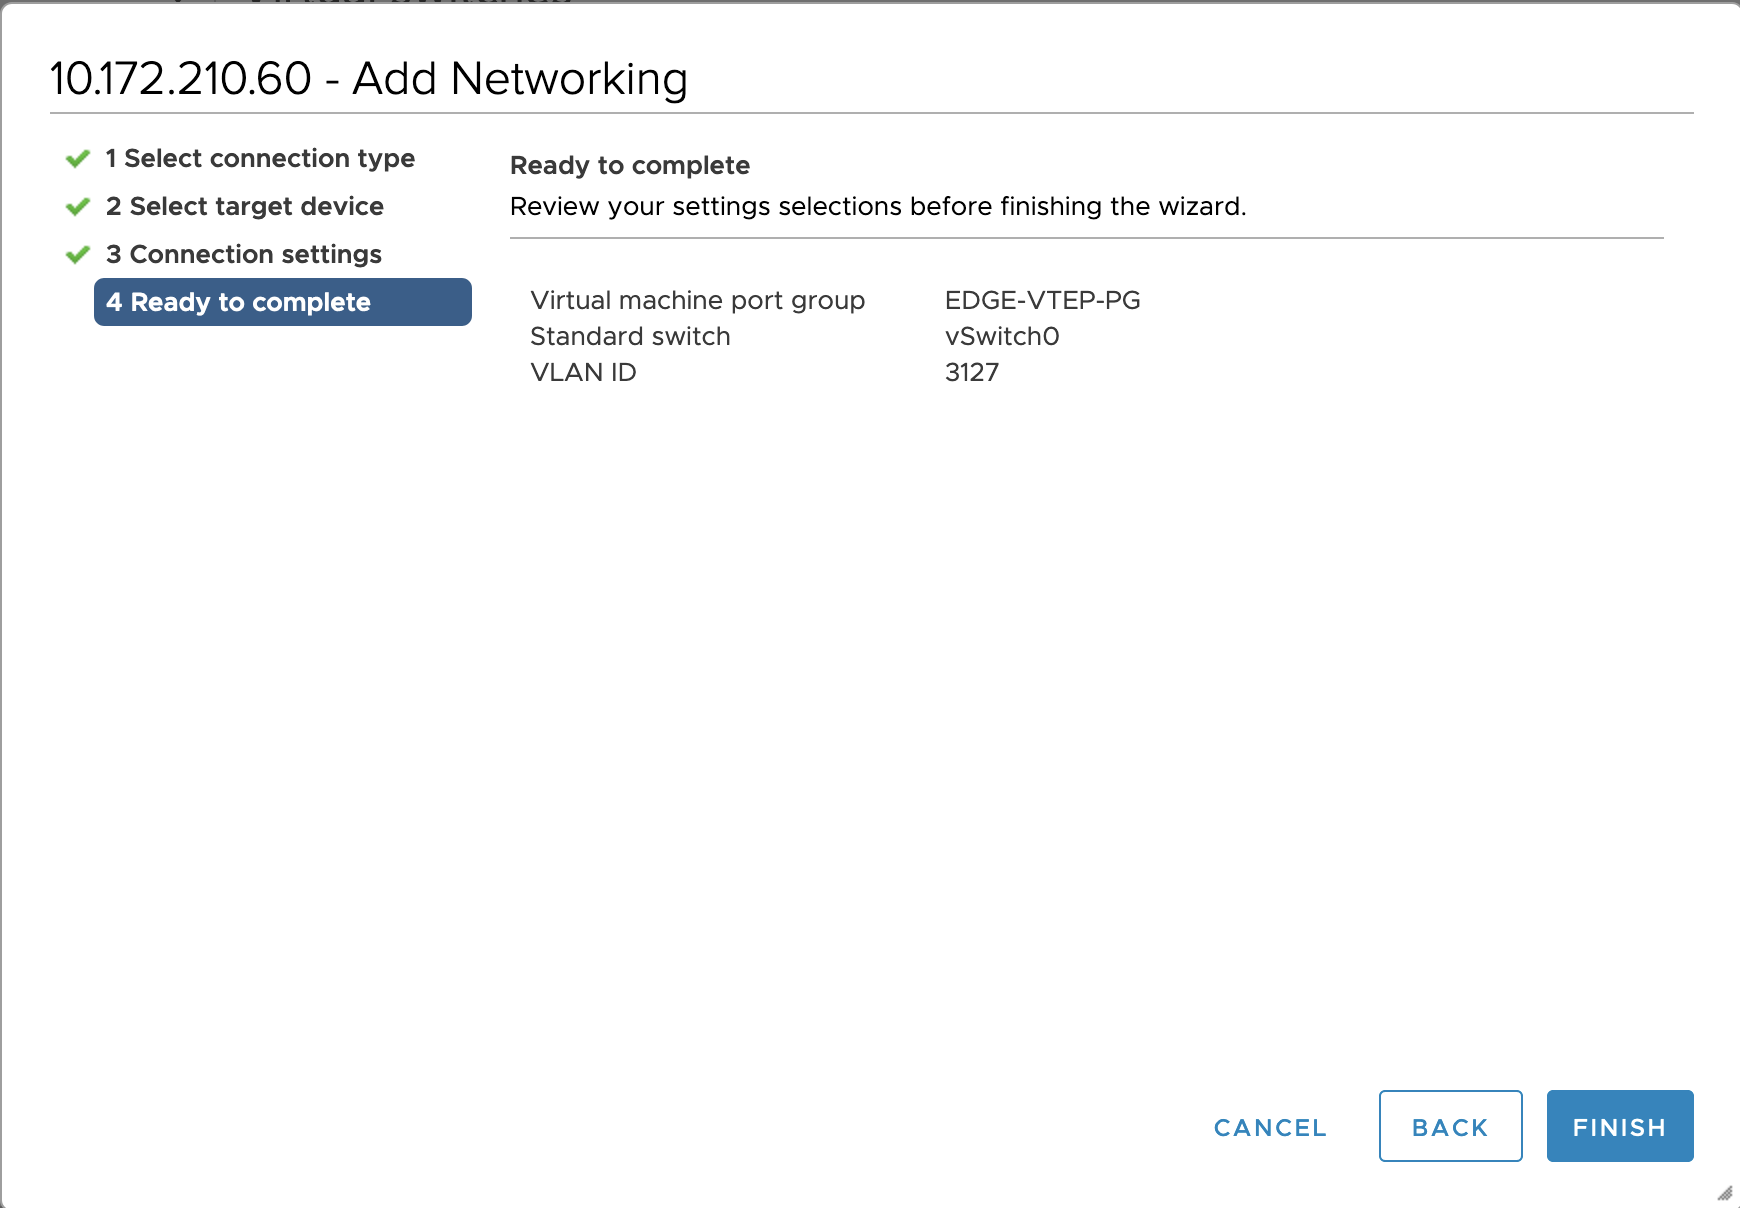 10.172.210.60 - Add Networking
1 Select connection type
2 Select target device
3 Connection settings
4 Ready to complete
Ready to complete
Review your settings selections before finishing the wizard.
Virtual machine port group EDGE-VTEP-PG
Standard switch vSwitch0
VLAN ID 3127
CANCEL BACK FINISH